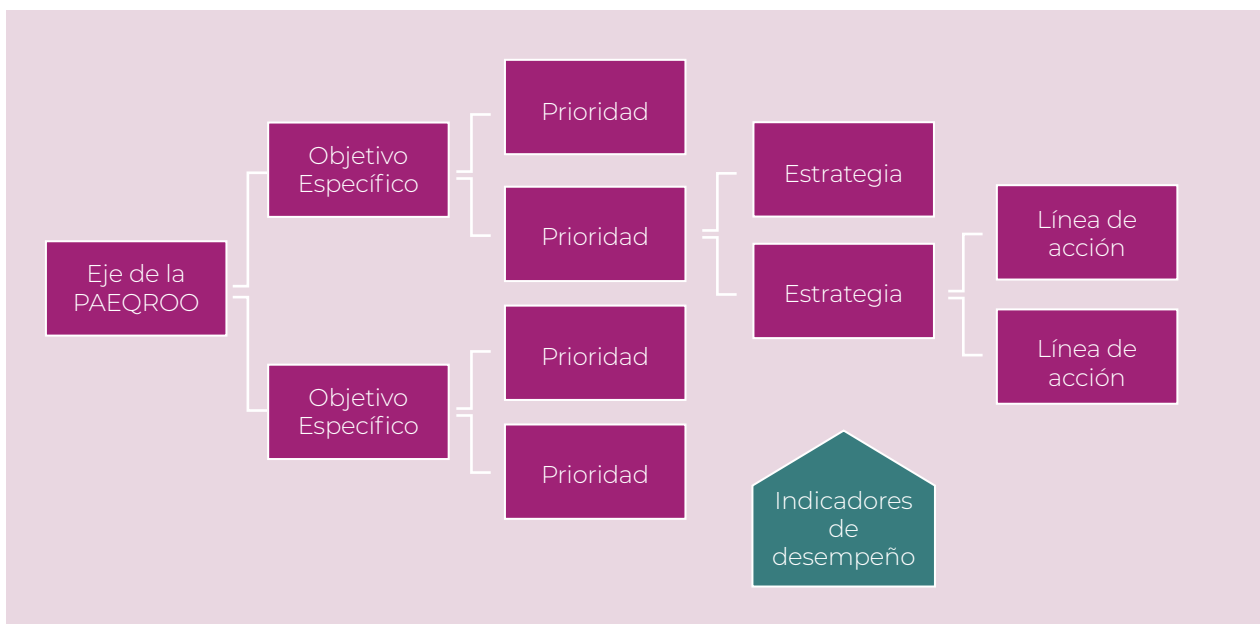 Eje de la
PAEQROO
Objetivo
Específico
Objetivo
Específico
Prioridad
Prioridad
Prioridad
Prioridad
Estrategia
Estrategia
Línea de
acción
Línea de
acción
Indicadores
de
desempeño